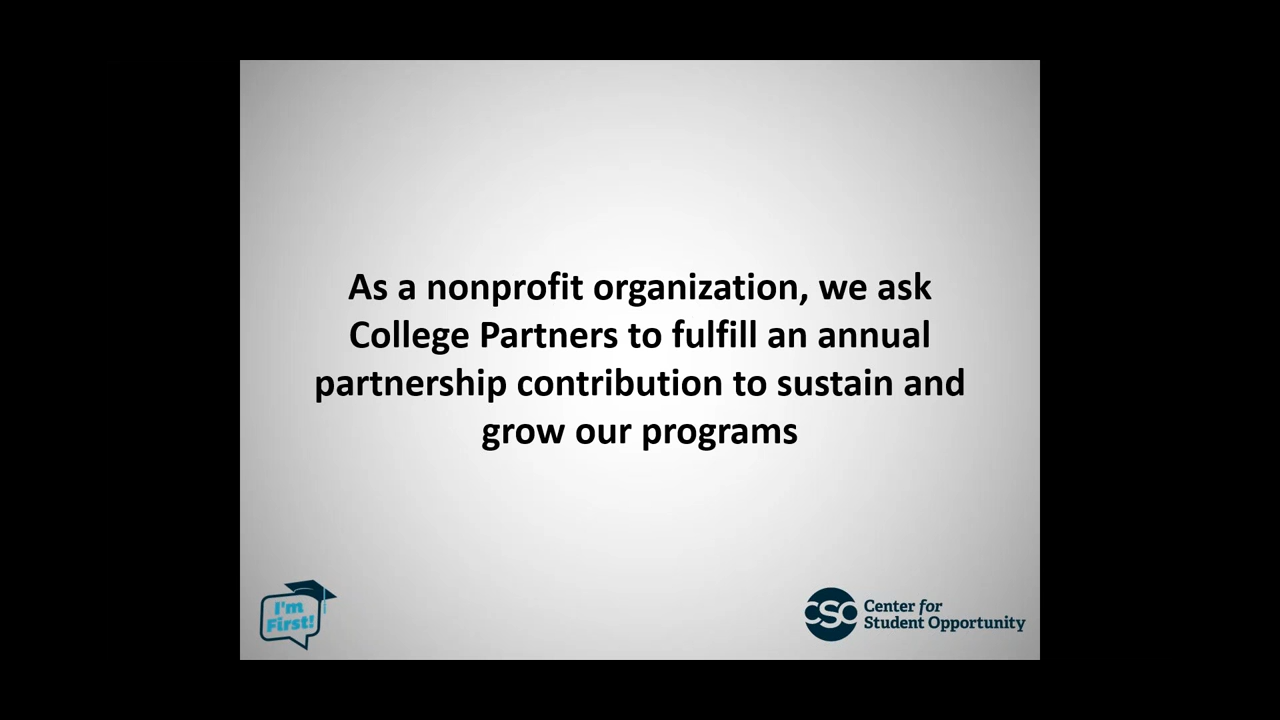 As a nonprofit organization, we ask
College Partners to fulfill an annual
partnership contribution to sustain and
grow our programs
I'm
First!
CSO
Center for
Student Opportunity